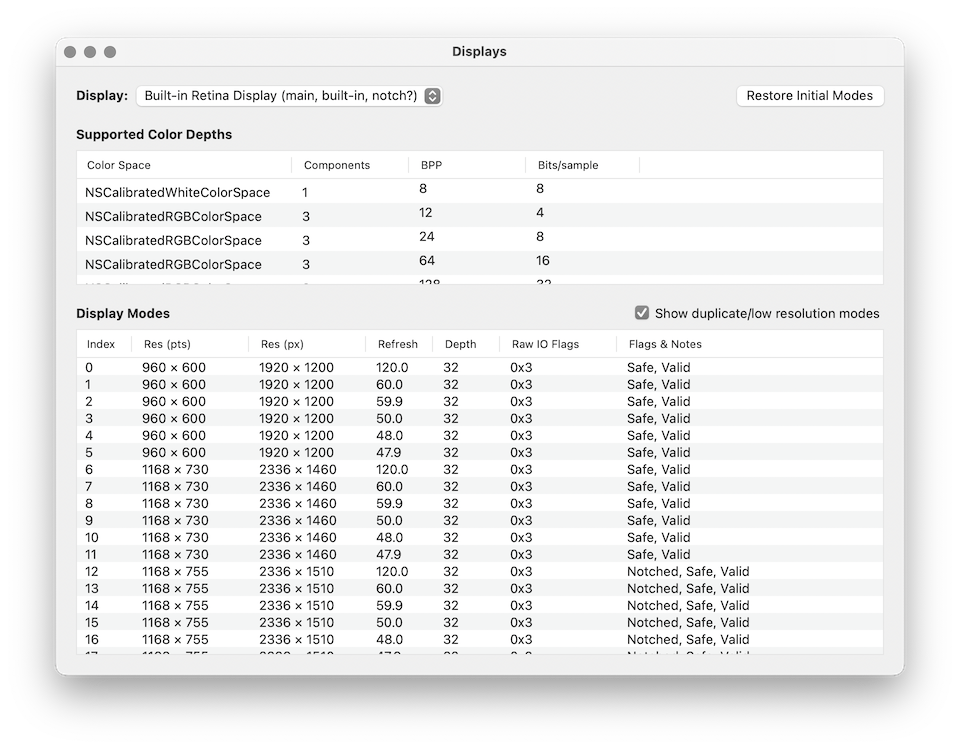 Displays
Display: Built-in Retina Display (main, built-in, notch?) Restore Initial Modes
Supported Color Depths
Color Space Components BPP Bits/sample
NSCalibratedWhiteColorSpace 1 8 8
NSCalibratedRGBColorSpace 3 12 4
NSCalibratedRGBColorSpace 3 24 8
NSCalibratedRGBColorSpace 3 64 16
Display Modes Show duplicate/low resolution modes
Index Res (pts) Res (px) Refresh Depth Raw IO Flags Flags & Notes
0 960 × 600 1920 × 1200 120.0 32 0x3 Safe, Valid
1 960 × 600 1920 × 1200 60.0 32 0x3 Safe, Valid
2 960 × 600 1920 × 1200 59.9 32 0x3 Safe, Valid
3 960 × 600 1920 × 1200 50.0 32 0x3 Safe, Valid
4 960 × 600 1920 × 1200 48.0 32 0x3 Safe, Valid
5 960 × 600 1920 × 1200 47.9 32 0x3 Safe, Valid
6 1168 × 730 2336 × 1460 120.0 32 0x3 Safe, Valid
7 1168 × 730 2336 × 1460 60.0 32 0x3 Safe, Valid
8 1168 × 730 2336 × 1460 59.9 32 0x3 Safe, Valid
9 1168 × 730 2336 × 1460 50.0 32 0x3 Safe, Valid
10 1168 × 730 2336 × 1460 48.0 32 0x3 Safe, Valid
11 1168 × 730 2336 × 1460 47.9 32 0x3 Safe, Valid
12 1168 × 755 2336 × 1510 120.0 32 0x3 Notched, Safe, Valid
13 1168 × 755 2336 × 1510 60.0 32 0x3 Notched, Safe, Valid
14 1168 × 755 2336 × 1510 59.9 32 0x3 Notched, Safe, Valid
15 1168 × 755 2336 × 1510 50.0 32 0x3 Notched, Safe, Valid
16 1168 × 755 2336 × 1510 48.0 32 0x3 Notched, Safe, Valid